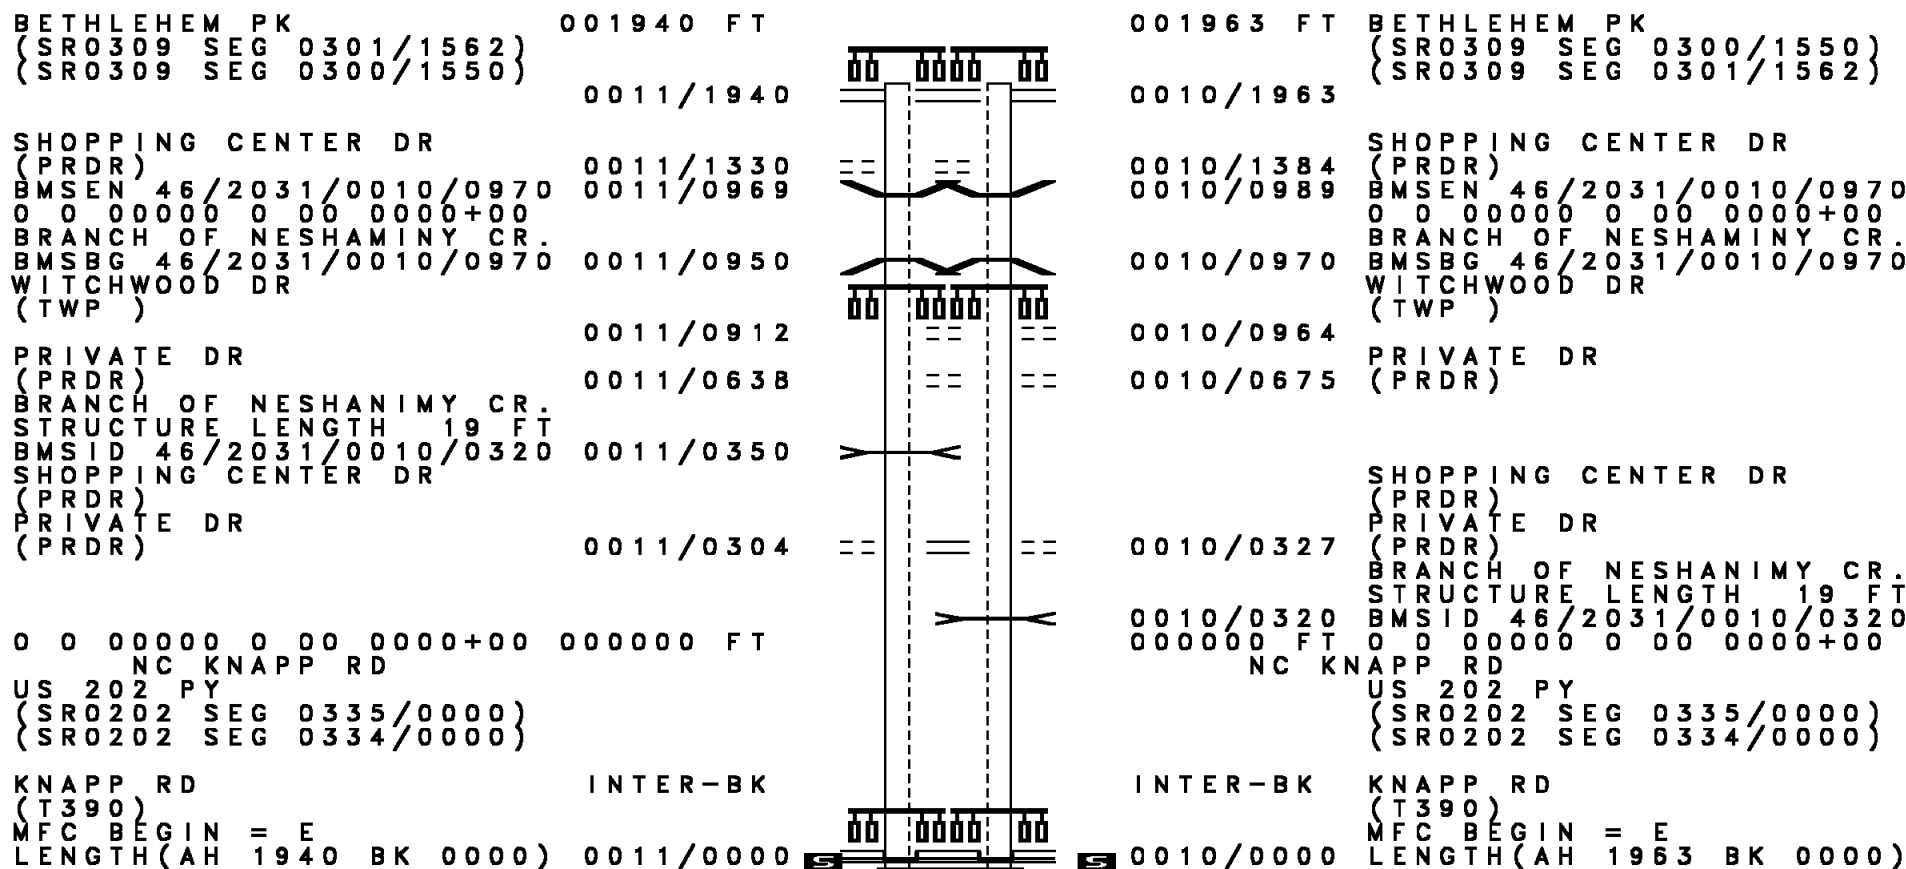 BETHLEHEM PK 001940 FT 001963 FT BETHLEHEM PK
(SR0309 SEG 0301/1562) (SR0309 SEG 0300/1550)
(SR0309 SEG 0300/1550) (SR0309 SEG 0301/1562)
0011/1940 0010/1963
SHOPPING CENTER DR SHOPPING CENTER DR
(PRDR) 0011/1330 0010/1384 (PRDR)
BMSEN 46/2031/0010/0970 0011/0969 0010/0989 BMSEN 46/2031/0010/0970
0 0 00000 0 00 0000+00 0 0 00000 0 00 0000+00
BRANCH OF NESHAMINY CR. BRANCH OF NESHAMINY CR.
BMSBG 46/2031/0010/0970 0011/0950 0010/0970 BMSBG 46/2031/0010/0970
WITCHWOOD DR WITCHWOOD DR
(TWP ) (TWP )
0011/0912 0010/0964
PRIVATE DR PRIVATE DR
(PRDR) 0011/0638 0010/0675 (PRDR)
BRANCH OF NESHANIMY CR.
STRUCTURE LENGTH 19 FT
BMSID 46/2031/0010/0320 0011/0350
SHOPPING CENTER DR SHOPPING CENTER DR
(PRDR) (PRDR)
PRIVATE DR PRIVATE DR
(PRDR) 0011/0304 0010/0327 (PRDR)
BRANCH OF NESHANIMY CR.
STRUCTURE LENGTH 19 FT
0010/0320 BMSID 46/2031/0010/0320
0 0 00000 0 00 0000+00 000000 FT 000000 FT 0 0 00000 0 00 0000+00
NC KNAPP RD NC KNAPP RD
US 202 PY US 202 PY
(SR0202 SEG 0335/0000) (SR0202 SEG 0335/0000)
(SR0202 SEG 0334/0000) (SR0202 SEG 0334/0000)
KNAPP RD INTER-BK INTER-BK KNAPP RD
(T390) (T390)
MFC BEGIN = E MFC BEGIN = E
LENGTH(AH 1940 BK 0000) 0011/0000 S S 0010/0000 LENGTH(AH 1963 BK 0000)